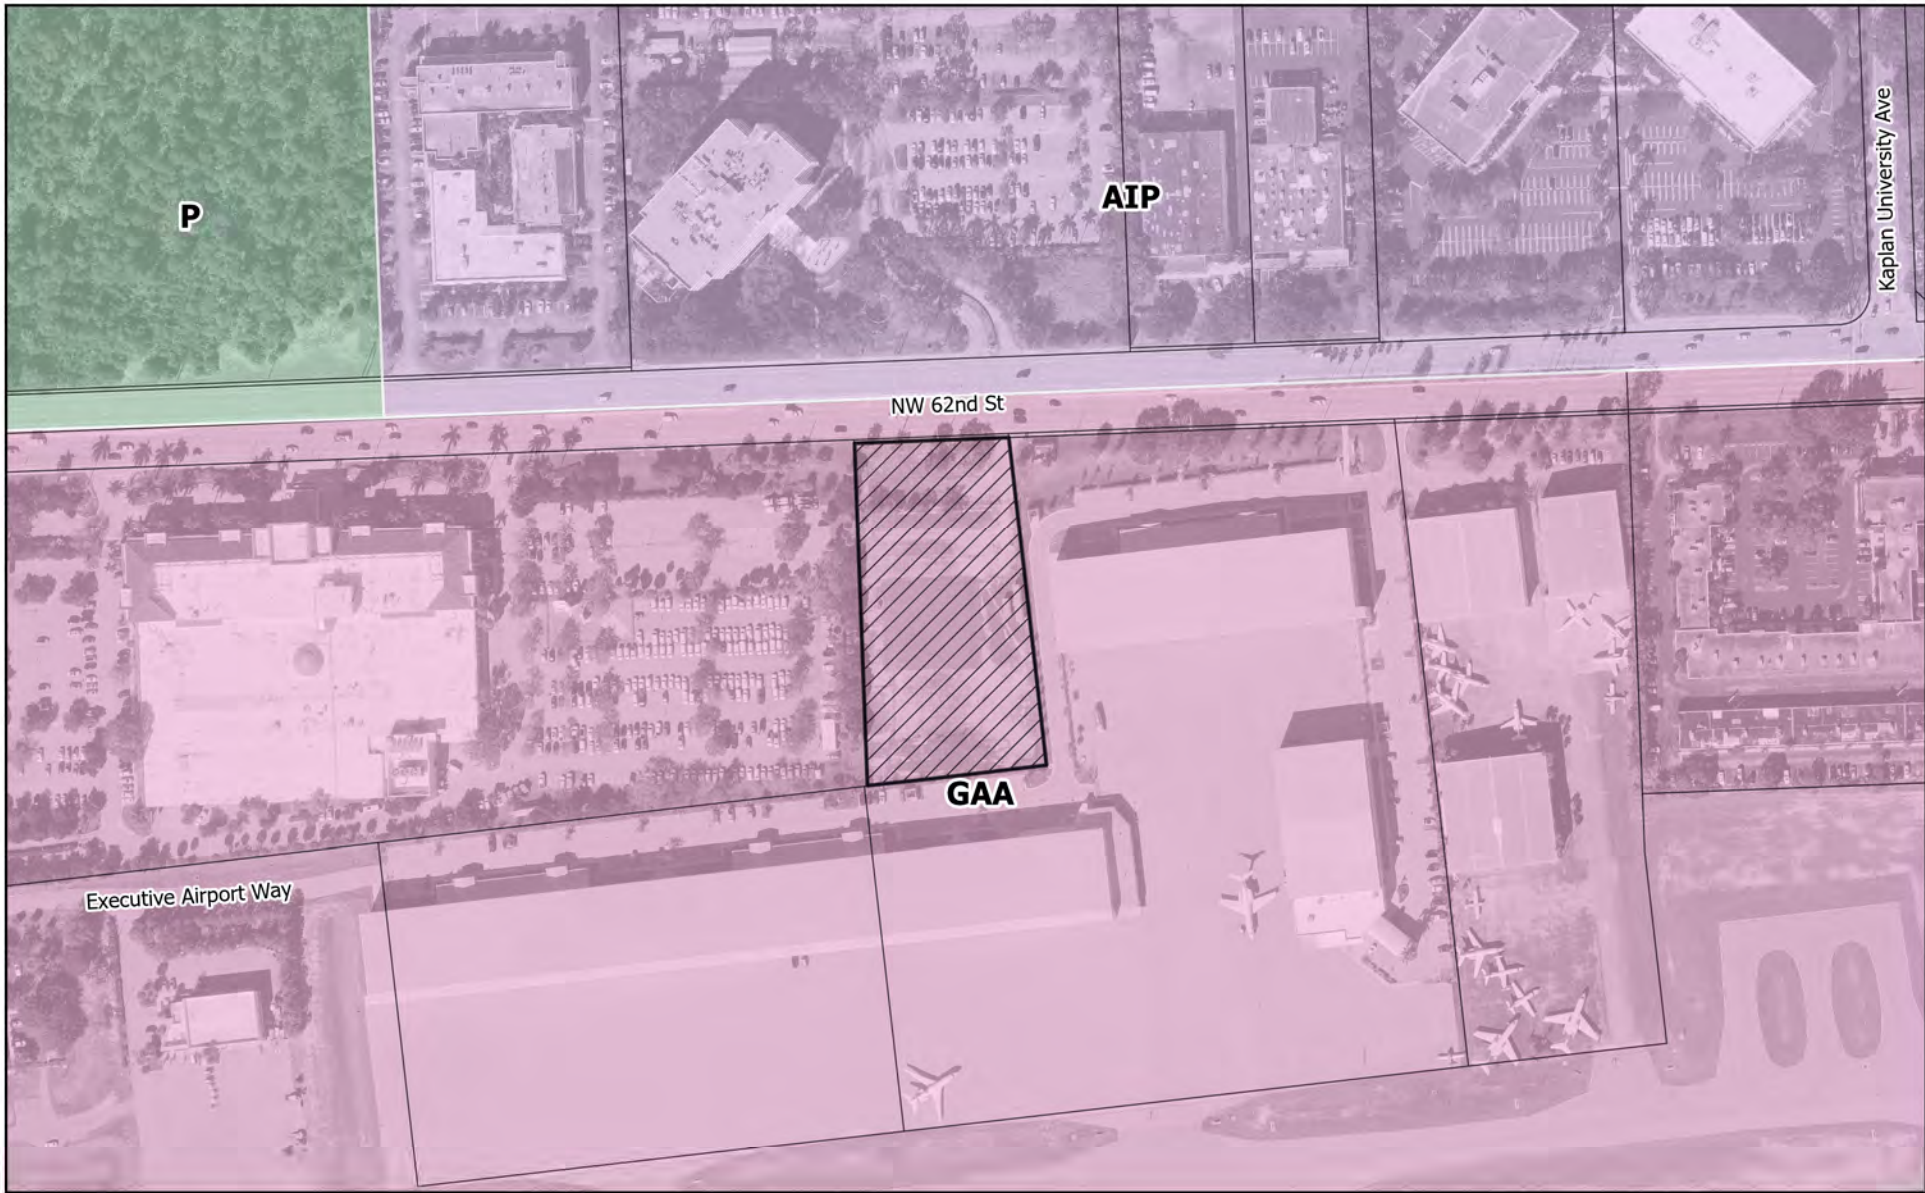 P
AIP
Kaplan University Ave
NW 62nd St
GAA
Executive Airport Way